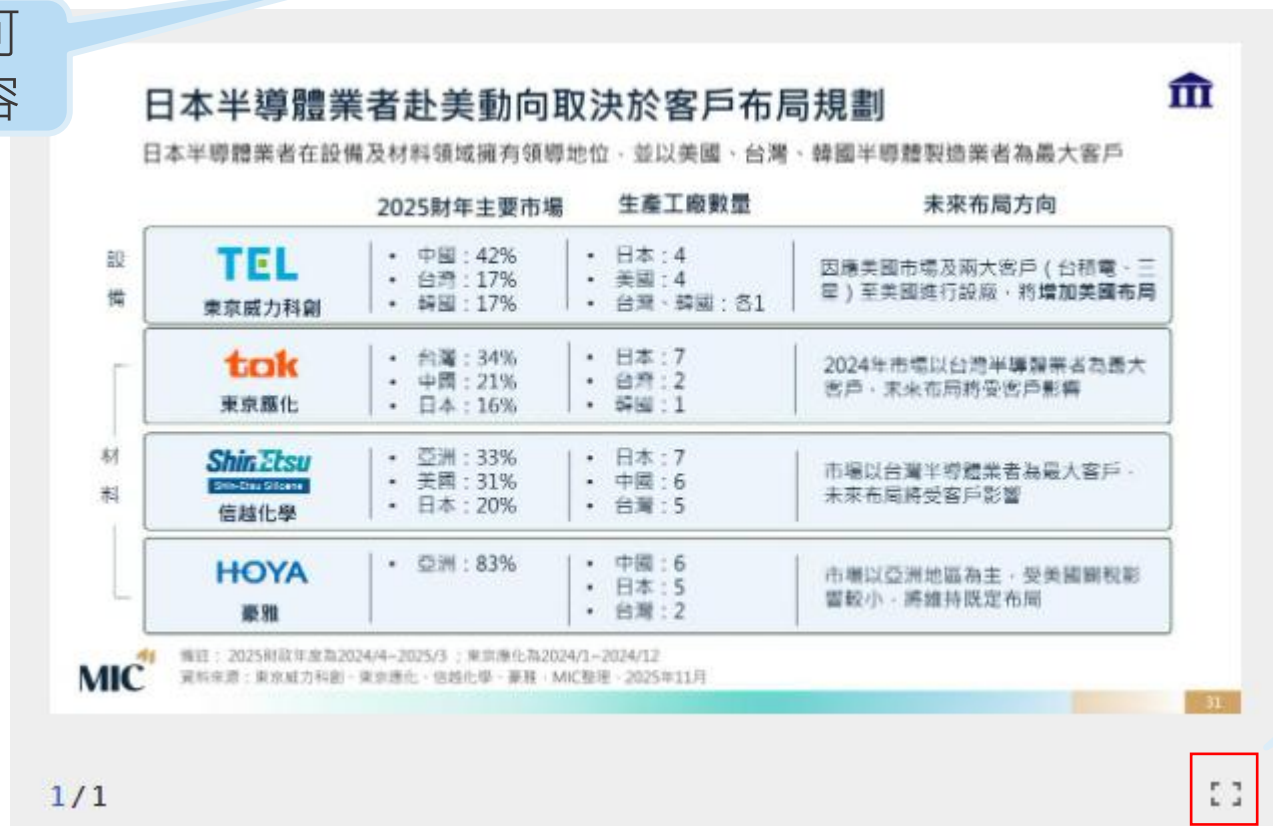 可
容
日本半導體業者赴美動向取決於客戶布局規劃
日本半導體業者在設備及材料領域擁有領導地位，並以美國、台灣、韓國半導體製造業者為最大客戶
2025財年主要市場 生產工廠數量 未來布局方向
設備
TEL
東京威力科創
• 中國：42%
• 台灣：17%
• 韓國：17%
• 日本：4
• 美國：4
• 台灣、韓國：各1
因應美國市場及兩大客戶（台積電、三
星）至美國進行設廠，將增加美國布局
材料
tok
東京應化
• 台灣：34%
• 中國：21%
• 日本：16%
• 日本：7
• 台灣：2
• 韓國：1
2024年市場以台灣半導體業者為最大
客戶，未來布局將受客戶影響
ShinEtsu
Shin-Etsu Silicone
信越化學
• 亞洲：33%
• 美國：31%
• 日本：20%
• 日本：7
• 中國：6
• 台灣：5
市場以台灣半導體業者為最大客戶，
未來布局將受客戶影響
HOYA
豪雅
• 亞洲：83%
• 中國：6
• 日本：5
• 台灣：2
市場以亞洲地區為主，受美國關稅影
響較小，將維持既定布局
MIC
備註：2025財政年度為2024/4~2025/3；東京應化為2024/1~2024/12
資料來源：東京威力科創、東京應化、信越化學、豪雅，MIC整理，2025年11月
31
1/1